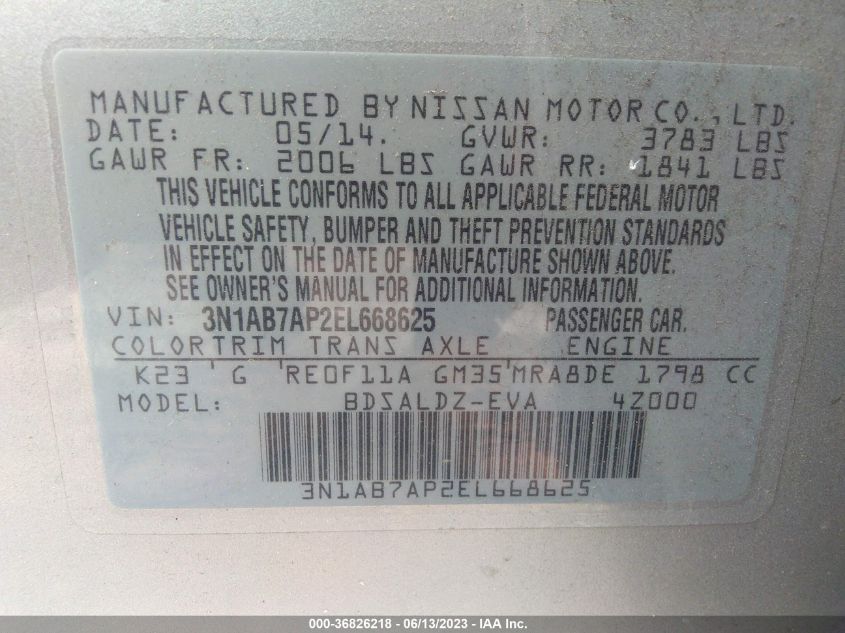 MANUFACTURED BY NISSAN MOTOR CO., LTD.
DATE: 05/14. GVWR: 3783 LBS
GAWR FR: 2006 LBS GAWR RR: 1841 LBS
THIS VEHICLE CONFORMS TO ALL APPLICABLE FEDERAL MOTOR
VEHICLE SAFETY, BUMPER AND THEFT PREVENTION STANDARDS
IN EFFECT ON THE DATE OF MANUFACTURE SHOWN ABOVE.
SEE OWNER'S MANUAL FOR ADDITIONAL INFORMATION.
VIN: 3N1AB7AP2EL668625 PASSENGER CAR.
COLOR TRIM TRANS AXLE ENGINE
K23 ' G 'RE0F11A GM35'MRA8DE 1798 CC
MODEL: BDSALDZ-EVA 4Z000
3N1AB7AP2EL668625
000-36826218 - 06/13/2023 - IAA Inc.